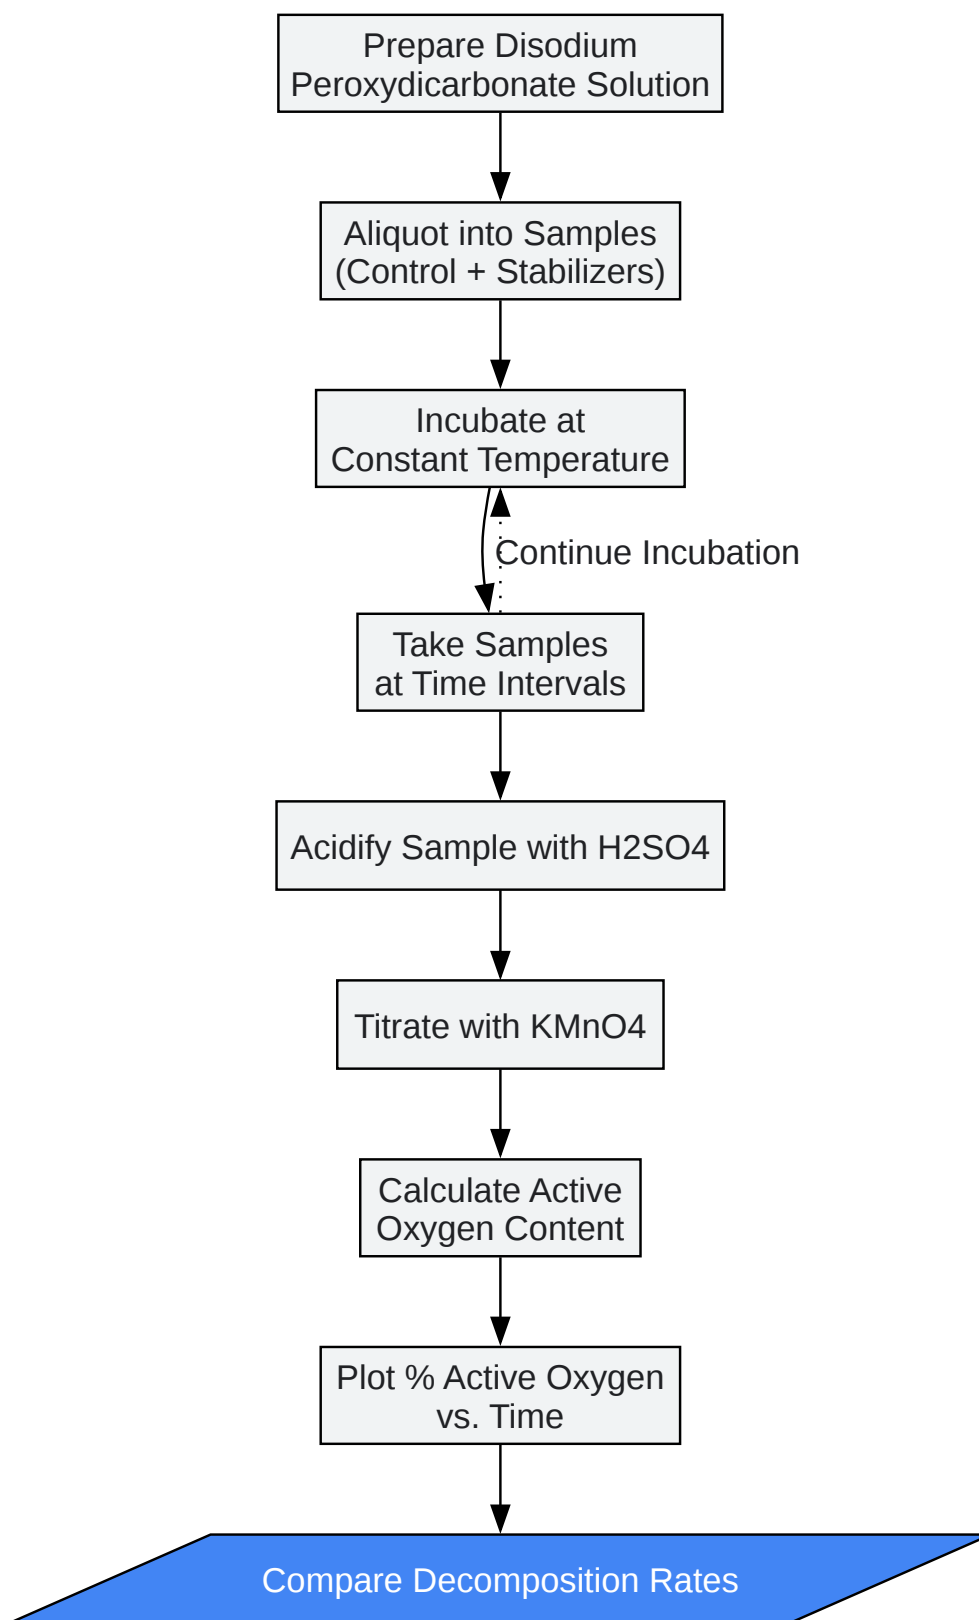 Prepare Disodium
Peroxydicarbonate Solution
Aliquot into Samples
(Control + Stabilizers)
Incubate at
Constant Temperature
Continue Incubation
Take Samples
at Time Intervals
Acidify Sample with H2SO4
Titrate with KMnO4
Calculate Active
Oxygen Content
Plot % Active Oxygen
vs. Time
Compare Decomposition Rates